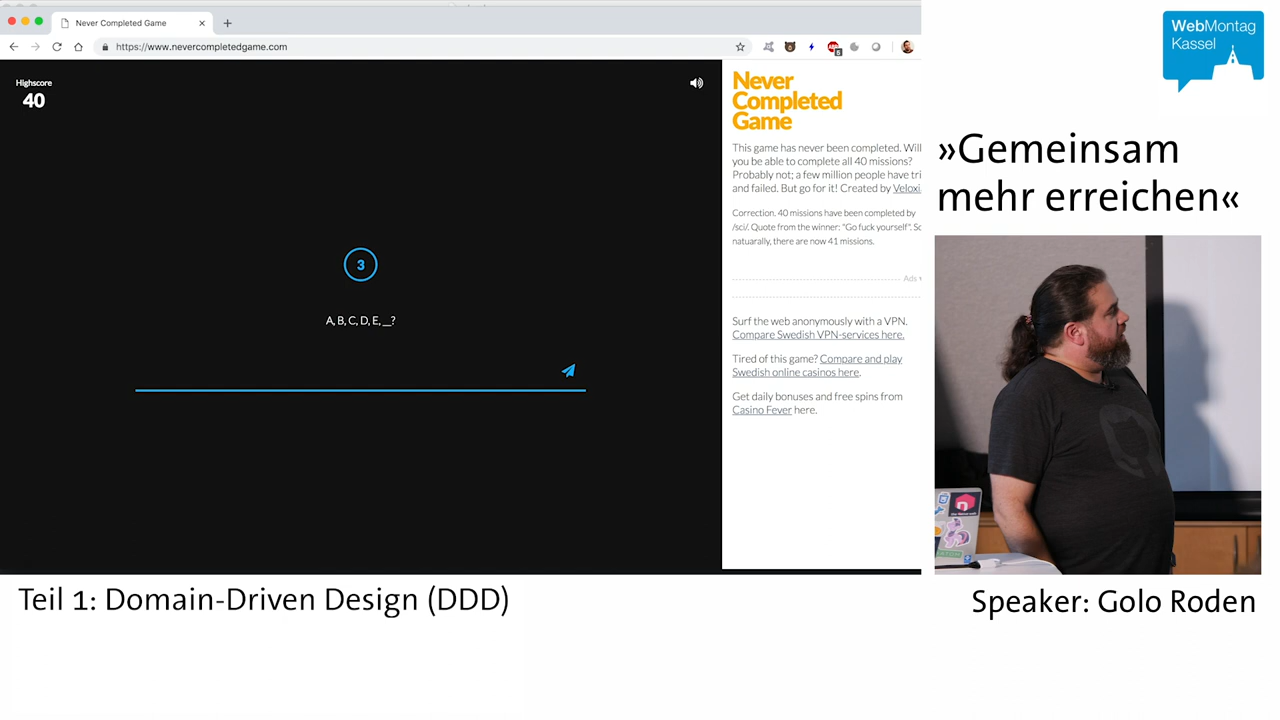 Never Completed Game
https://www.nevercompletedgame.com
Highscore
40
3
A, B, C, D, E, __?
Never
Completed
Game
This game has never been completed. Will
you be able to complete all 40 missions?
Probably not; a few million people have tri
and failed. But go for it! Created by Veloxi
Correction. 40 missions have been completed by
/sci/. Quote from the winner: "Go fuck yourself". So
natuarally, there are now 41 missions.
Ads
Surf the web anonymously with a VPN.
Compare Swedish VPN-services here.
Tired of this game? Compare and play
Swedish online casinos here.
Get daily bonuses and free spins from
Casino Fever here.
WebMontag
Kassel
»Gemeinsam
mehr erreichen«
Teil 1: Domain-Driven Design (DDD)
Speaker: Golo Roden